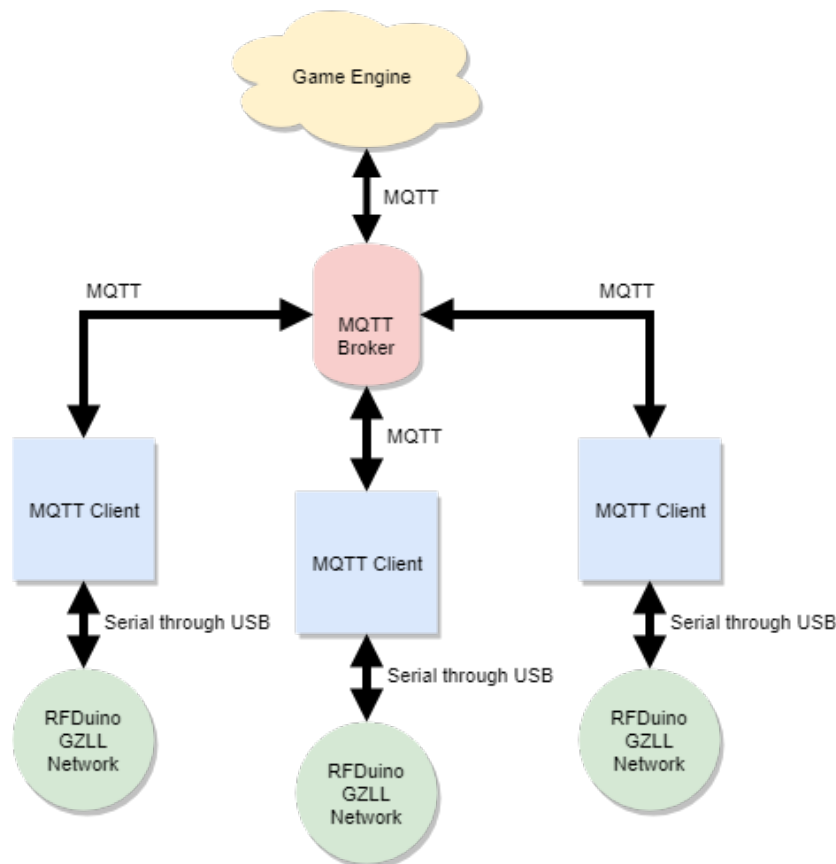 Game Engine
MQTT
MQTT
MQTT
MQTT
Broker
MQTT
MQTT Client
MQTT Client
MQTT Client
Serial through USB
Serial through USB
Serial through USB
RFDuino
GZLL
Network
RFDuino
GZLL
Network
RFDuino
GZLL
Network